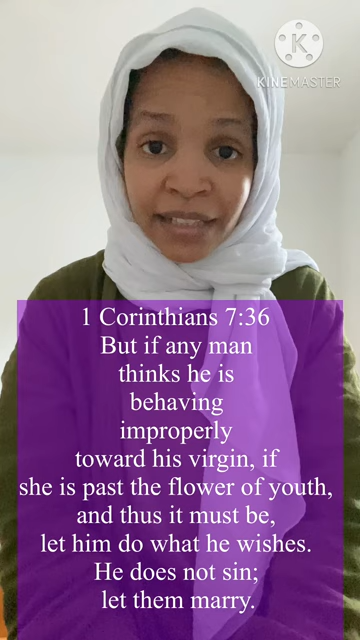 K
KINEMASTER
1 Corinthians 7:36
But if any man
thinks he is
behaving
improperly
toward his virgin, if
she is past the flower of youth,
and thus it must be,
let him do what he wishes.
He does not sin;
let them marry.